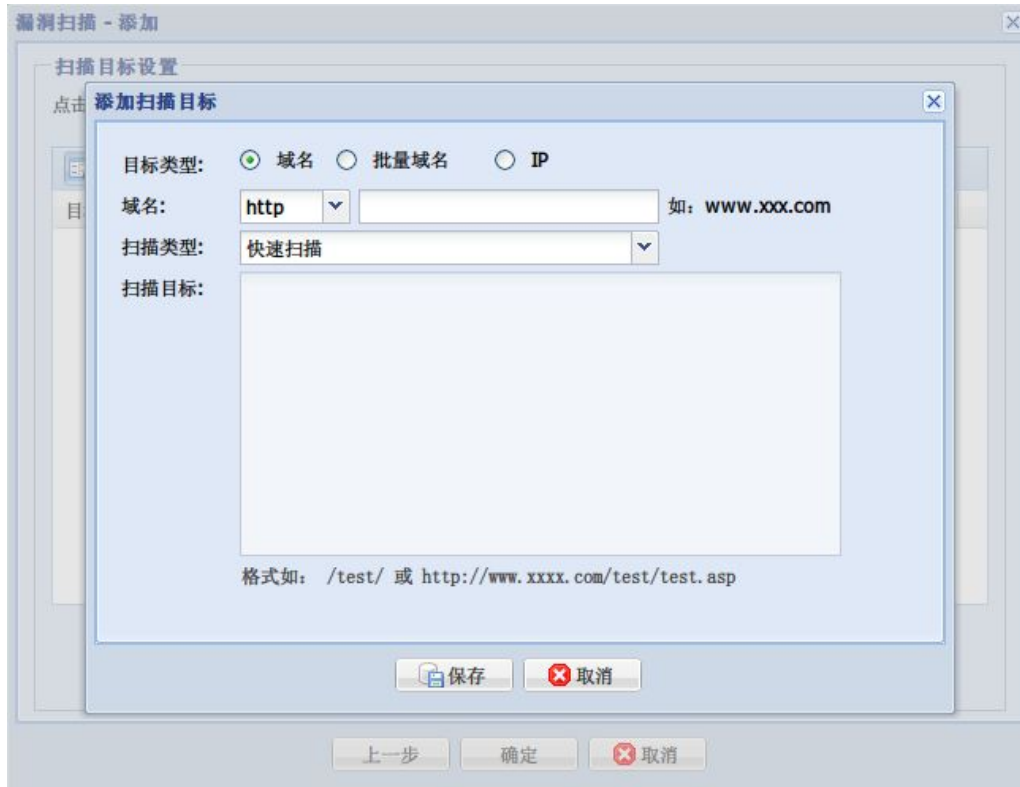 漏洞扫描 - 添加
扫描目标设置
点击
添加扫描目标
目标类型: 域名 批量域名 IP
域名: http 如: www.xxx.com
目
扫描类型: 快速扫描
扫描目标:
格式如: /test/ 或 http://www.xxxx.com/test/test.asp
保存 取消
上一步 确定 取消